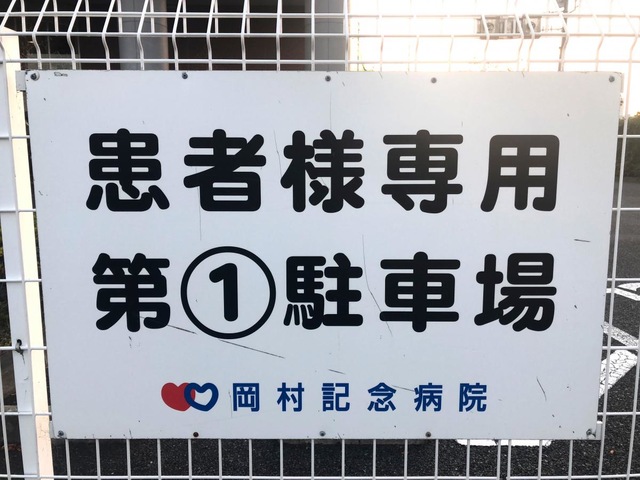 患者様専用
第①駐車場
岡村記念病院